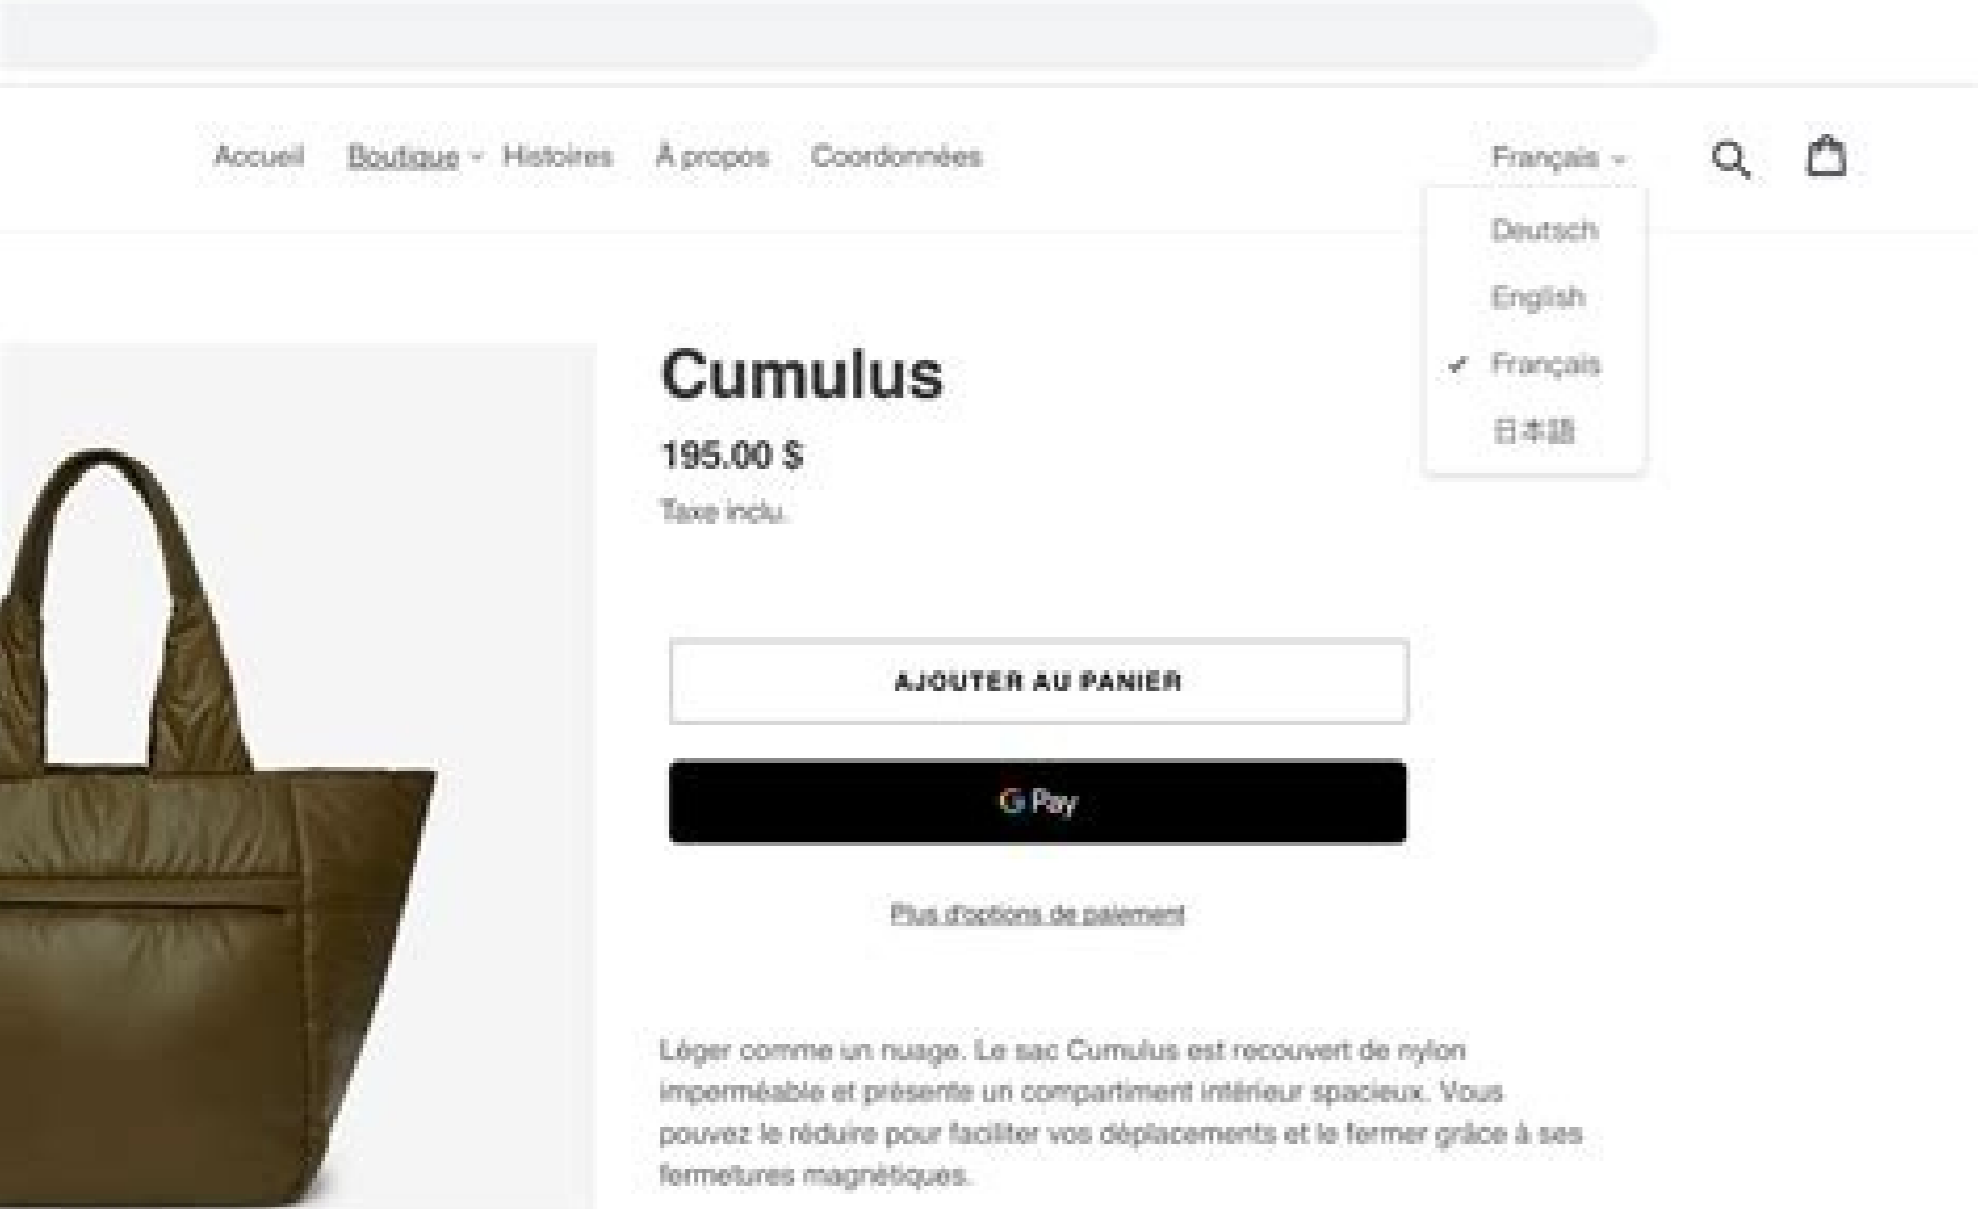 Accueil Boutique Histoires À propos Coordonnées Français
Deutsch
English
Français
日本語
Cumulus
195.00 $
Taxe inclu.
AJOUTER AU PANIER
G Pay
Plus d'options de paiement
Léger comme un nuage. Le sac Cumulus est recouvert de nylon
imperméable et présente un compartiment intérieur spacieux. Vous
pouvez le réduire pour faciliter vos déplacements et le fermer grâce à ses
fermetures magnétiques.